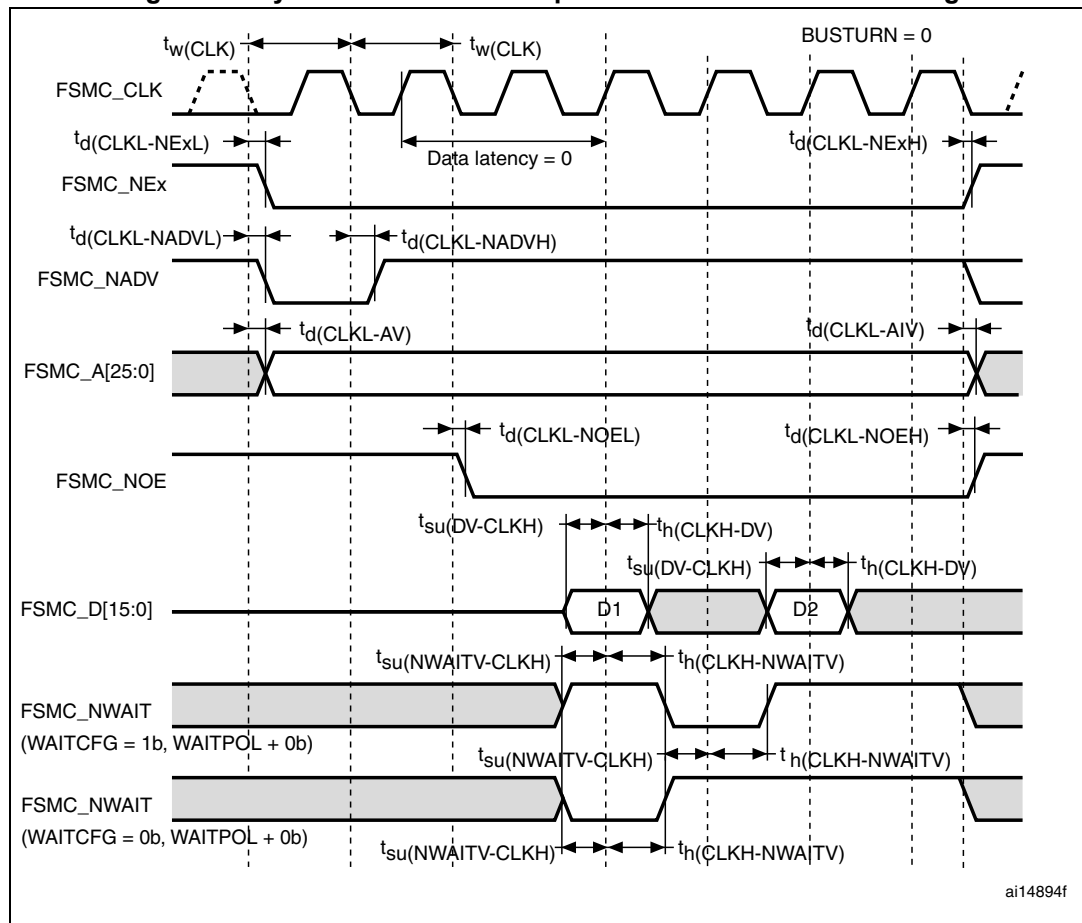 BUSTURN = 0
tw(CLK)
tw(CLK)
FSMC_CLK
td(CLKL-NExL)
Data latency = 0
td(CLKL-NExH)
FSMC_NEx
td(CLKL-NADVL)
td(CLKL-NADVH)
FSMC_NADV
td(CLKL-AV)
td(CLKL-AIV)
FSMC_A[25:0]
td(CLKL-NOEL)
td(CLKL-NOEH)
FSMC_NOE
tsu(DV-CLKH)
th(CLKH-DV)
tsu(DV-CLKH)
th(CLKH-DV)
FSMC_D[15:0]
D1
D2
tsu(NWAITV-CLKH)
th(CLKH-NWAITV)
FSMC_NWAIT
(WAITCFG = 1b, WAITPOL + 0b)
tsu(NWAITV-CLKH)
t h(CLKH-NWAITV)
FSMC_NWAIT
(WAITCFG = 0b, WAITPOL + 0b)
tsu(NWAITV-CLKH)
th(CLKH-NWAITV)
ai14894f